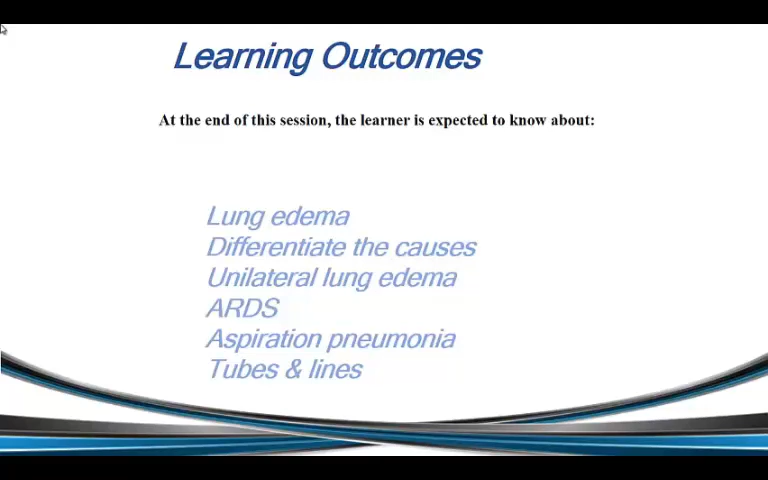 Learning Outcomes
At the end of this session, the learner is expected to know about:
Lung edema
Differentiate the causes
Unilateral lung edema
ARDS
Aspiration pneumonia
Tubes & lines